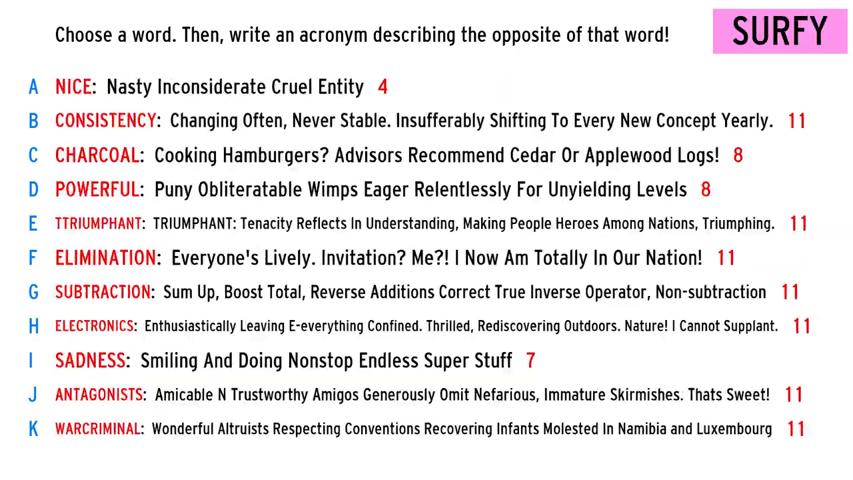 Choose a word. Then, write an acronym describing the opposite of that word!
SURFY
A NICE: Nasty Inconsiderate Cruel Entity 4
B CONSISTENCY: Changing Often, Never Stable. Insufferably Shifting To Every New Concept Yearly. 11
C CHARCOAL: Cooking Hamburgers? Advisors Recommend Cedar Or Applewood Logs! 8
D POWERFUL: Puny Obliteratable Wimps Eager Relentlessly For Unyielding Levels 8
E TTRIUMPHANT: TRIUMPHANT: Tenacity Reflects In Understanding, Making People Heroes Among Nations, Triumphing. 11
F ELIMINATION: Everyone's Lively. Invitation? Me?! I Now Am Totally In Our Nation! 11
G SUBTRACTION: Sum Up, Boost Total, Reverse Additions Correct True Inverse Operator, Non-subtraction 11
H ELECTRONICS: Enthusiastically Leaving E-everything Confined. Thrilled, Rediscovering Outdoors. Nature! I Cannot Supplant. 11
I SADNESS: Smiling And Doing Nonstop Endless Super Stuff 7
J ANTAGONISTS: Amicable N Trustworthy Amigos Generously Omit Nefarious, Immature Skirmishes. Thats Sweet! 11
K WARCRIMINAL: Wonderful Altruists Respecting Conventions Recovering Infants Molested In Namibia and Luxembourg 11